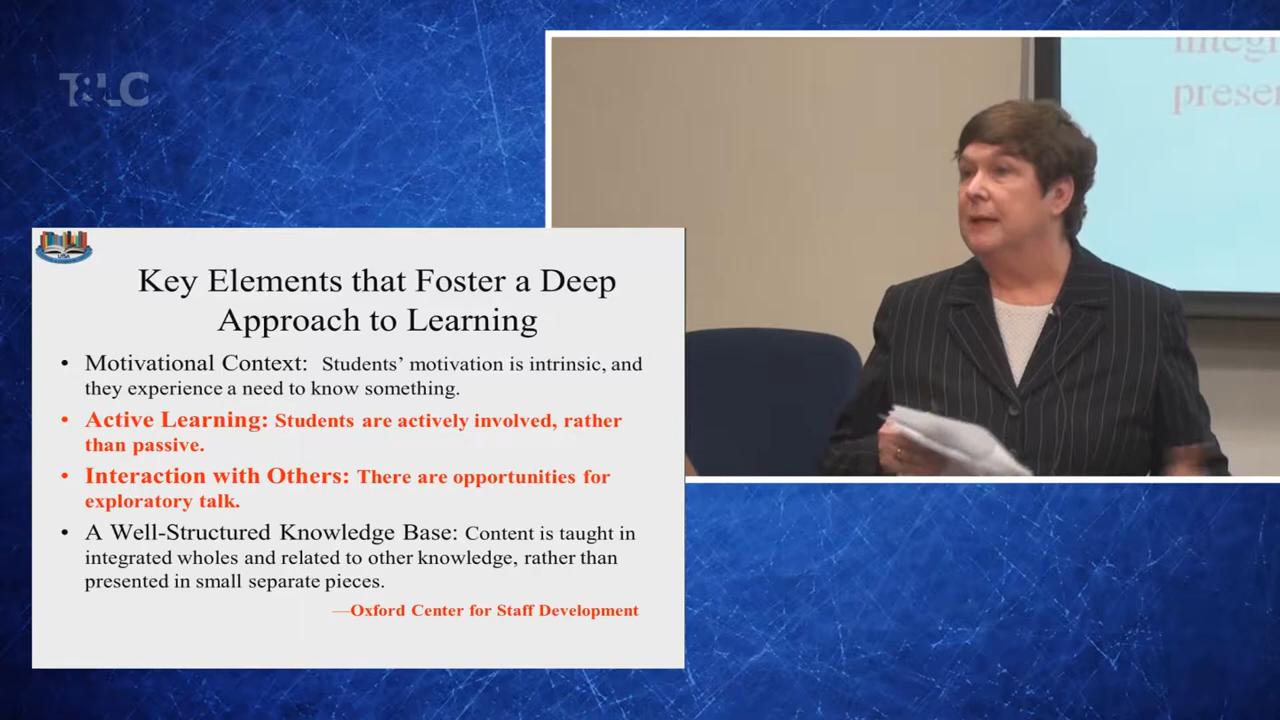 T&LC
integr
presen
UTSA
Key Elements that Foster a Deep
Approach to Learning
• Motivational Context: Students’ motivation is intrinsic, and
they experience a need to know something.
• Active Learning: Students are actively involved, rather
than passive.
• Interaction with Others: There are opportunities for
exploratory talk.
• A Well-Structured Knowledge Base: Content is taught in
integrated wholes and related to other knowledge, rather than
presented in small separate pieces.
—Oxford Center for Staff Development